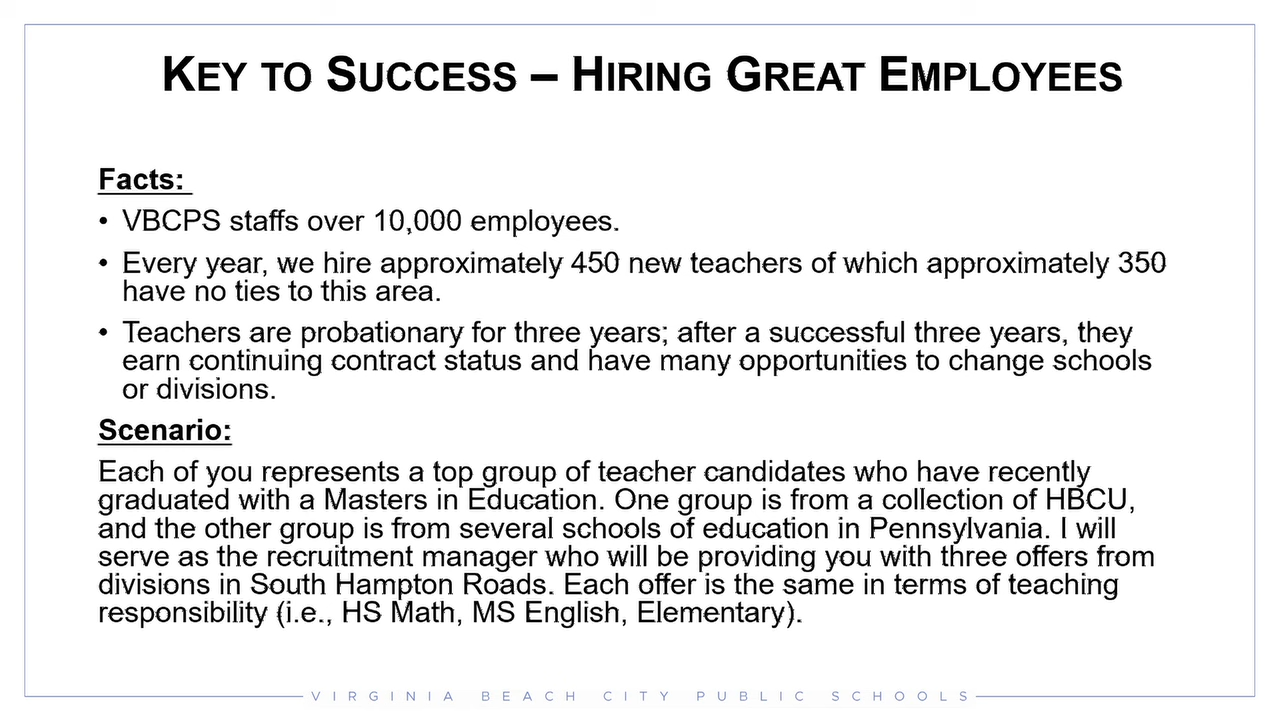 KEY TO SUCCESS – HIRING GREAT EMPLOYEES
Facts:
• VBCPS staffs over 10,000 employees.
• Every year, we hire approximately 450 new teachers of which approximately 350
have no ties to this area.
• Teachers are probationary for three years; after a successful three years, they
earn continuing contract status and have many opportunities to change schools
or divisions.
Scenario:
Each of you represents a top group of teacher candidates who have recently
graduated with a Masters in Education. One group is from a collection of HBCU,
and the other group is from several schools of education in Pennsylvania. I will
serve as the recruitment manager who will be providing you with three offers from
divisions in South Hampton Roads. Each offer is the same in terms of teaching
responsibility (i.e., HS Math, MS English, Elementary).
VIRGINIA BEACH CITY PUBLIC SCHOOLS